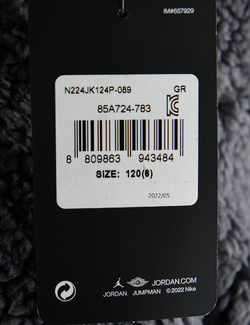 IM#657929
N224JK124P-089 GR
85A724-783
8 809863 943484
SIZE: 120(6)
2022/05
JORDAN.COM
JORDAN JUMPMAN © 2022 Nike